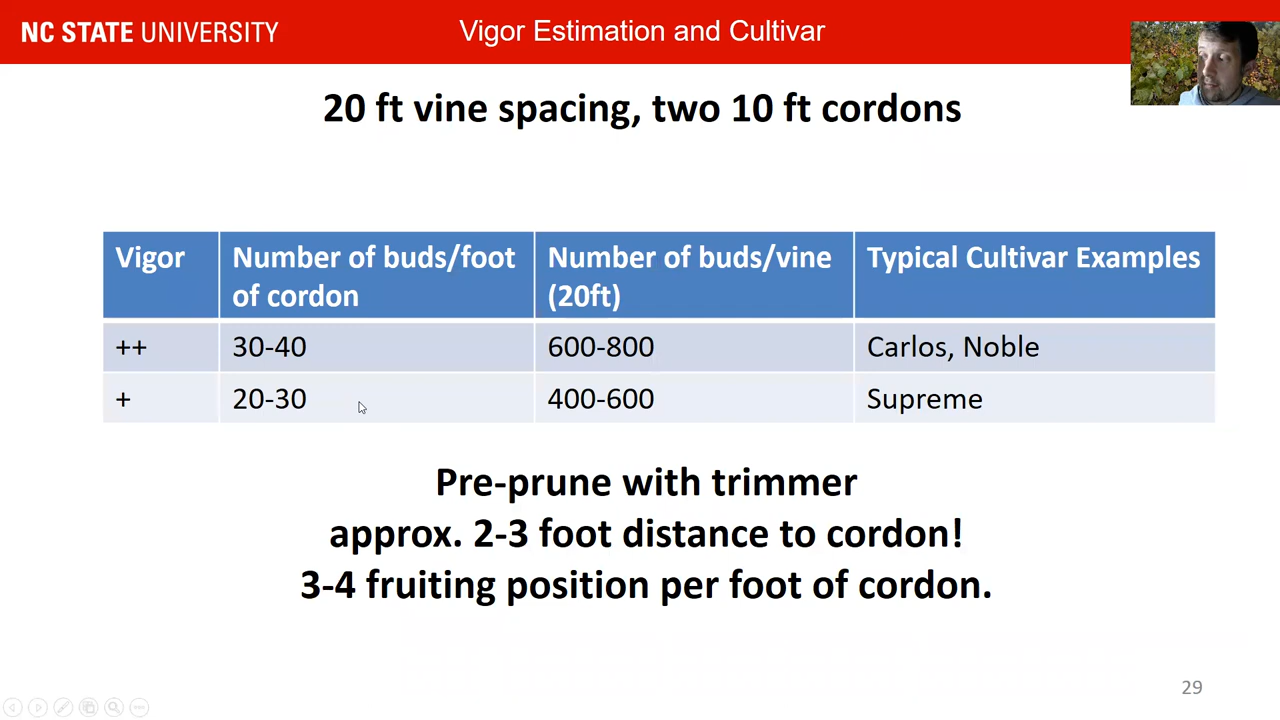 NC STATE UNIVERSITY
Vigor Estimation and Cultivar
20 ft vine spacing, two 10 ft cordons
Vigor
Number of buds/foot
of cordon
Number of buds/vine
(20ft)
Typical Cultivar Examples
++
30-40
600-800
Carlos, Noble
+
20-30
400-600
Supreme
Pre-prune with trimmer
approx. 2-3 foot distance to cordon!
3-4 fruiting position per foot of cordon.
29